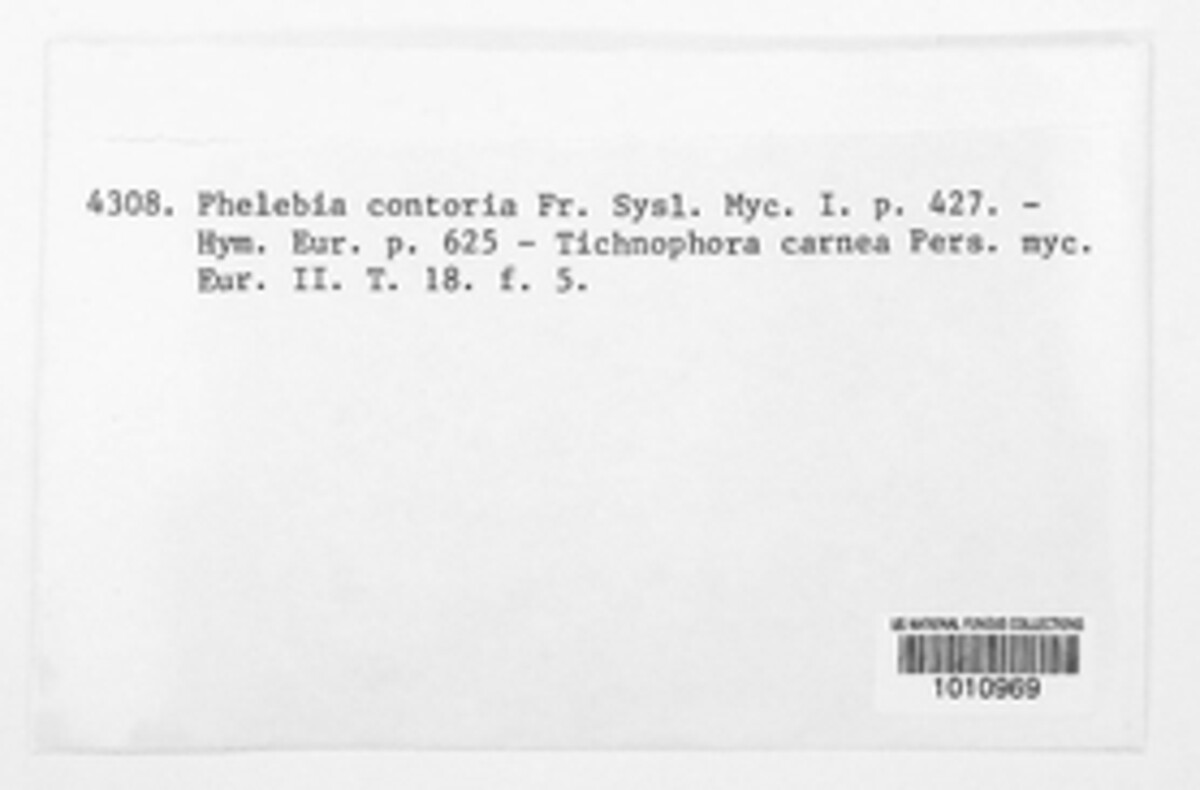 4308. Phelebia contoria Fr. Sysl. Myc. I. p. 427. -
Hym. Eur. p. 625 - Tichnophora carnea Pers. myc.
Eur. II. T. 18. f. 5.
US NATIONAL FUNGUS COLLECTIONS
1010969